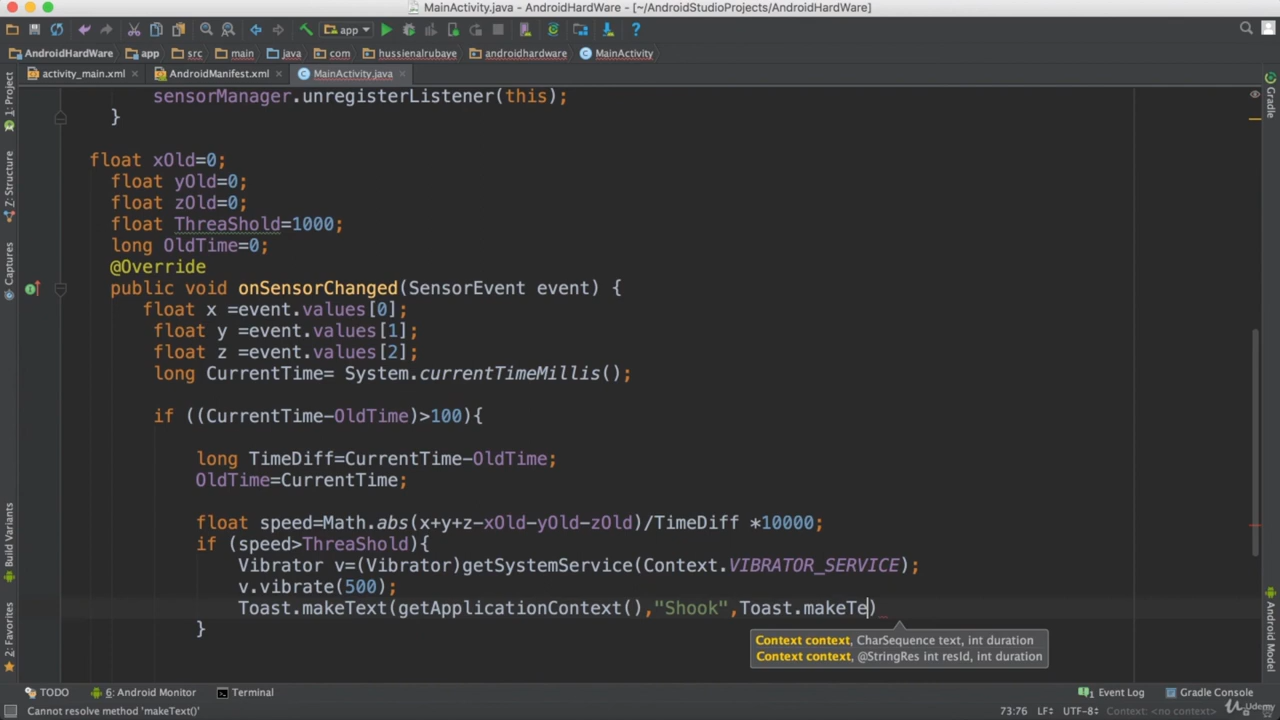 MainActivity.java - AndroidHardWare - [~/AndroidStudioProjects/AndroidHardWare]
app
AndroidHardWare app src main java com hussienalrubaye androidhardware MainActivity
activity_main.xml AndroidManifest.xml MainActivity.java
1: Project
Z: Structure
Captures
Build Variants
2: Favorites
Gradle
Android Model
sensorManager.unregisterListener(this);
}
float xOld=0;
float yOld=0;
float zOld=0;
float ThreaShold=1000;
long OldTime=0;
@Override
public void onSensorChanged(SensorEvent event) {
float x =event.values[0];
float y =event.values[1];
float z =event.values[2];
long CurrentTime= System.currentTimeMillis();
if ((CurrentTime-OldTime)>100){
long TimeDiff=CurrentTime-OldTime;
OldTime=CurrentTime;
float speed=Math.abs(x+y+z-xOld-yOld-zOld)/TimeDiff *10000;
if (speed>ThreaShold){
Vibrator v=(Vibrator)getSystemService(Context.VIBRATOR_SERVICE);
v.vibrate(500);
Toast.makeText(getApplicationContext(),"Shook",Toast.makeTe)
}
Context context, CharSequence text, int duration
Context context, @StringRes int resId, int duration
TODO 6: Android Monitor Terminal 1 Event Log Gradle Console
Cannot resolve method 'makeText()' 73:76 LF÷ UTF-8÷ Context: <no context>
Udemy